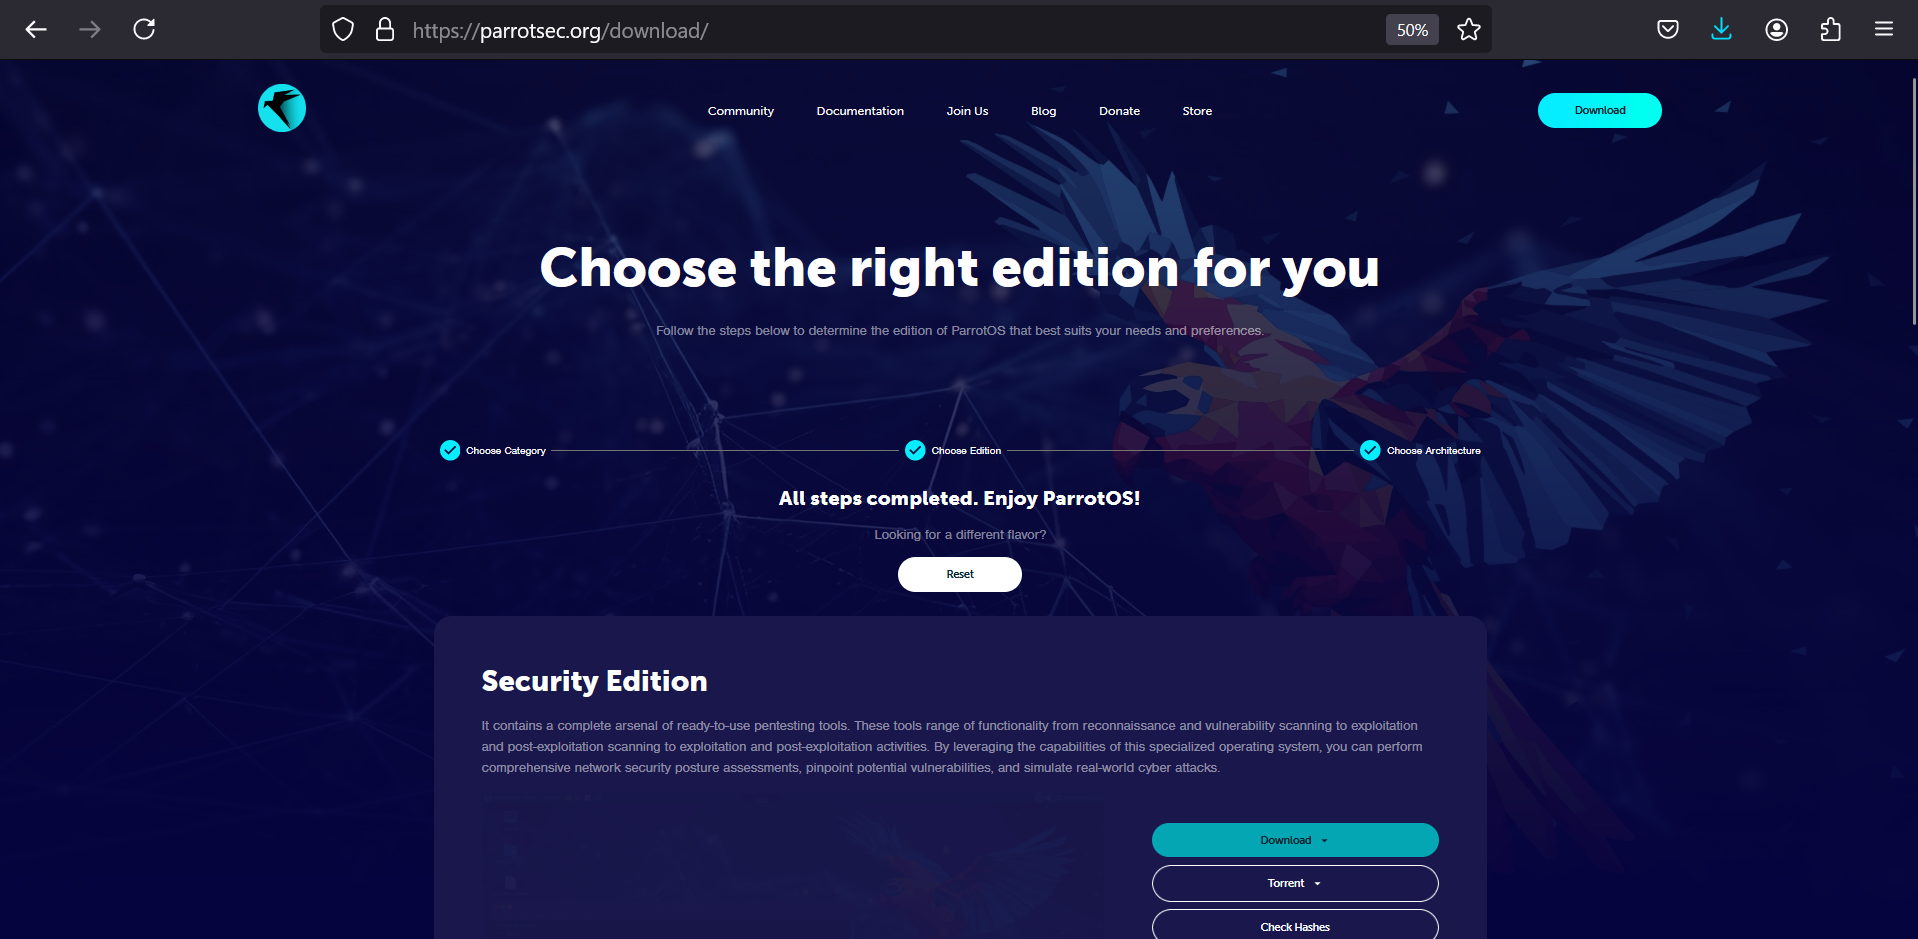 https://parrotsec.org/download/
50%
Community
Documentation
Join Us
Blog
Donate
Store
Download
Choose the right edition for you
Follow the steps below to determine the edition of ParrotOS that best suits your needs and preferences.
Choose Category
Choose Edition
Choose Architecture
All steps completed. Enjoy ParrotOS!
Looking for a different flavor?
Reset
Security Edition
It contains a complete arsenal of ready-to-use pentesting tools. These tools range of functionality from reconnaissance and vulnerability scanning to exploitation
and post-exploitation scanning to exploitation and post-exploitation activities. By leveraging the capabilities of this specialized operating system, you can perform
comprehensive network security posture assessments, pinpoint potential vulnerabilities, and simulate real-world cyber attacks.
Download
Torrent
Check Hashes